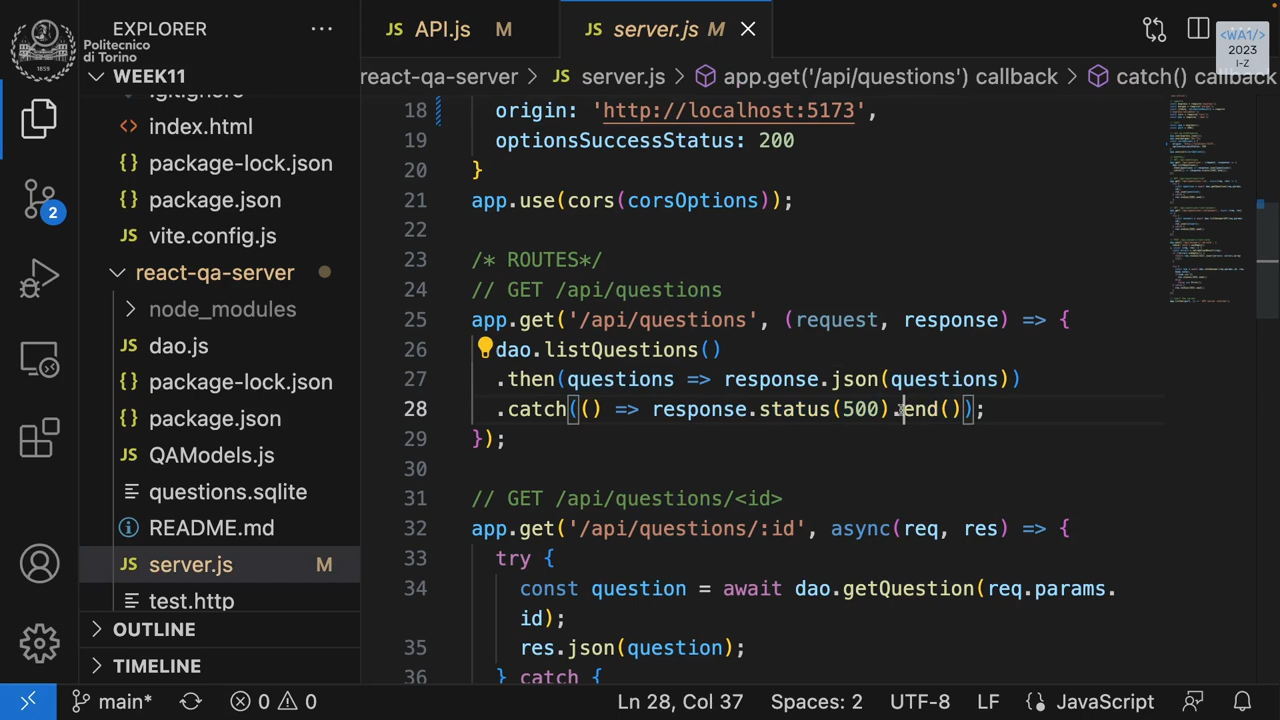 EXPLORER
Politecnico
di Torino
1859
WEEK11
.gitignore
index.html
package-lock.json
package.json
vite.config.js
react-qa-server
node_modules
JS dao.js
package-lock.json
package.json
JS QAModels.js
questions.sqlite
README.md
JS server.js M
test.http
OUTLINE
TIMELINE
2
JS API.js M
JS server.js M
<WA1/>
2023
I-Z
react-qa-server > JS server.js > app.get('/api/questions') callback > catch() callback
18 origin: 'http://localhost:5173',
19 optionsSuccessStatus: 200
20 }
21 app.use(cors(corsOptions));
22
23 /* ROUTES*/
24 // GET /api/questions
25 app.get('/api/questions', (request, response) => {
26 dao.listQuestions()
27 .then(questions => response.json(questions))
28 .catch(() => response.status(500).end());
29 });
30
31 // GET /api/questions/<id>
32 app.get('/api/questions/:id', async(req, res) => {
33 try {
34 const question = await dao.getQuestion(req.params.
id);
35 res.json(question);
36 } catch {
main* 0 0 Ln 28, Col 37 Spaces: 2 UTF-8 LF {} JavaScript